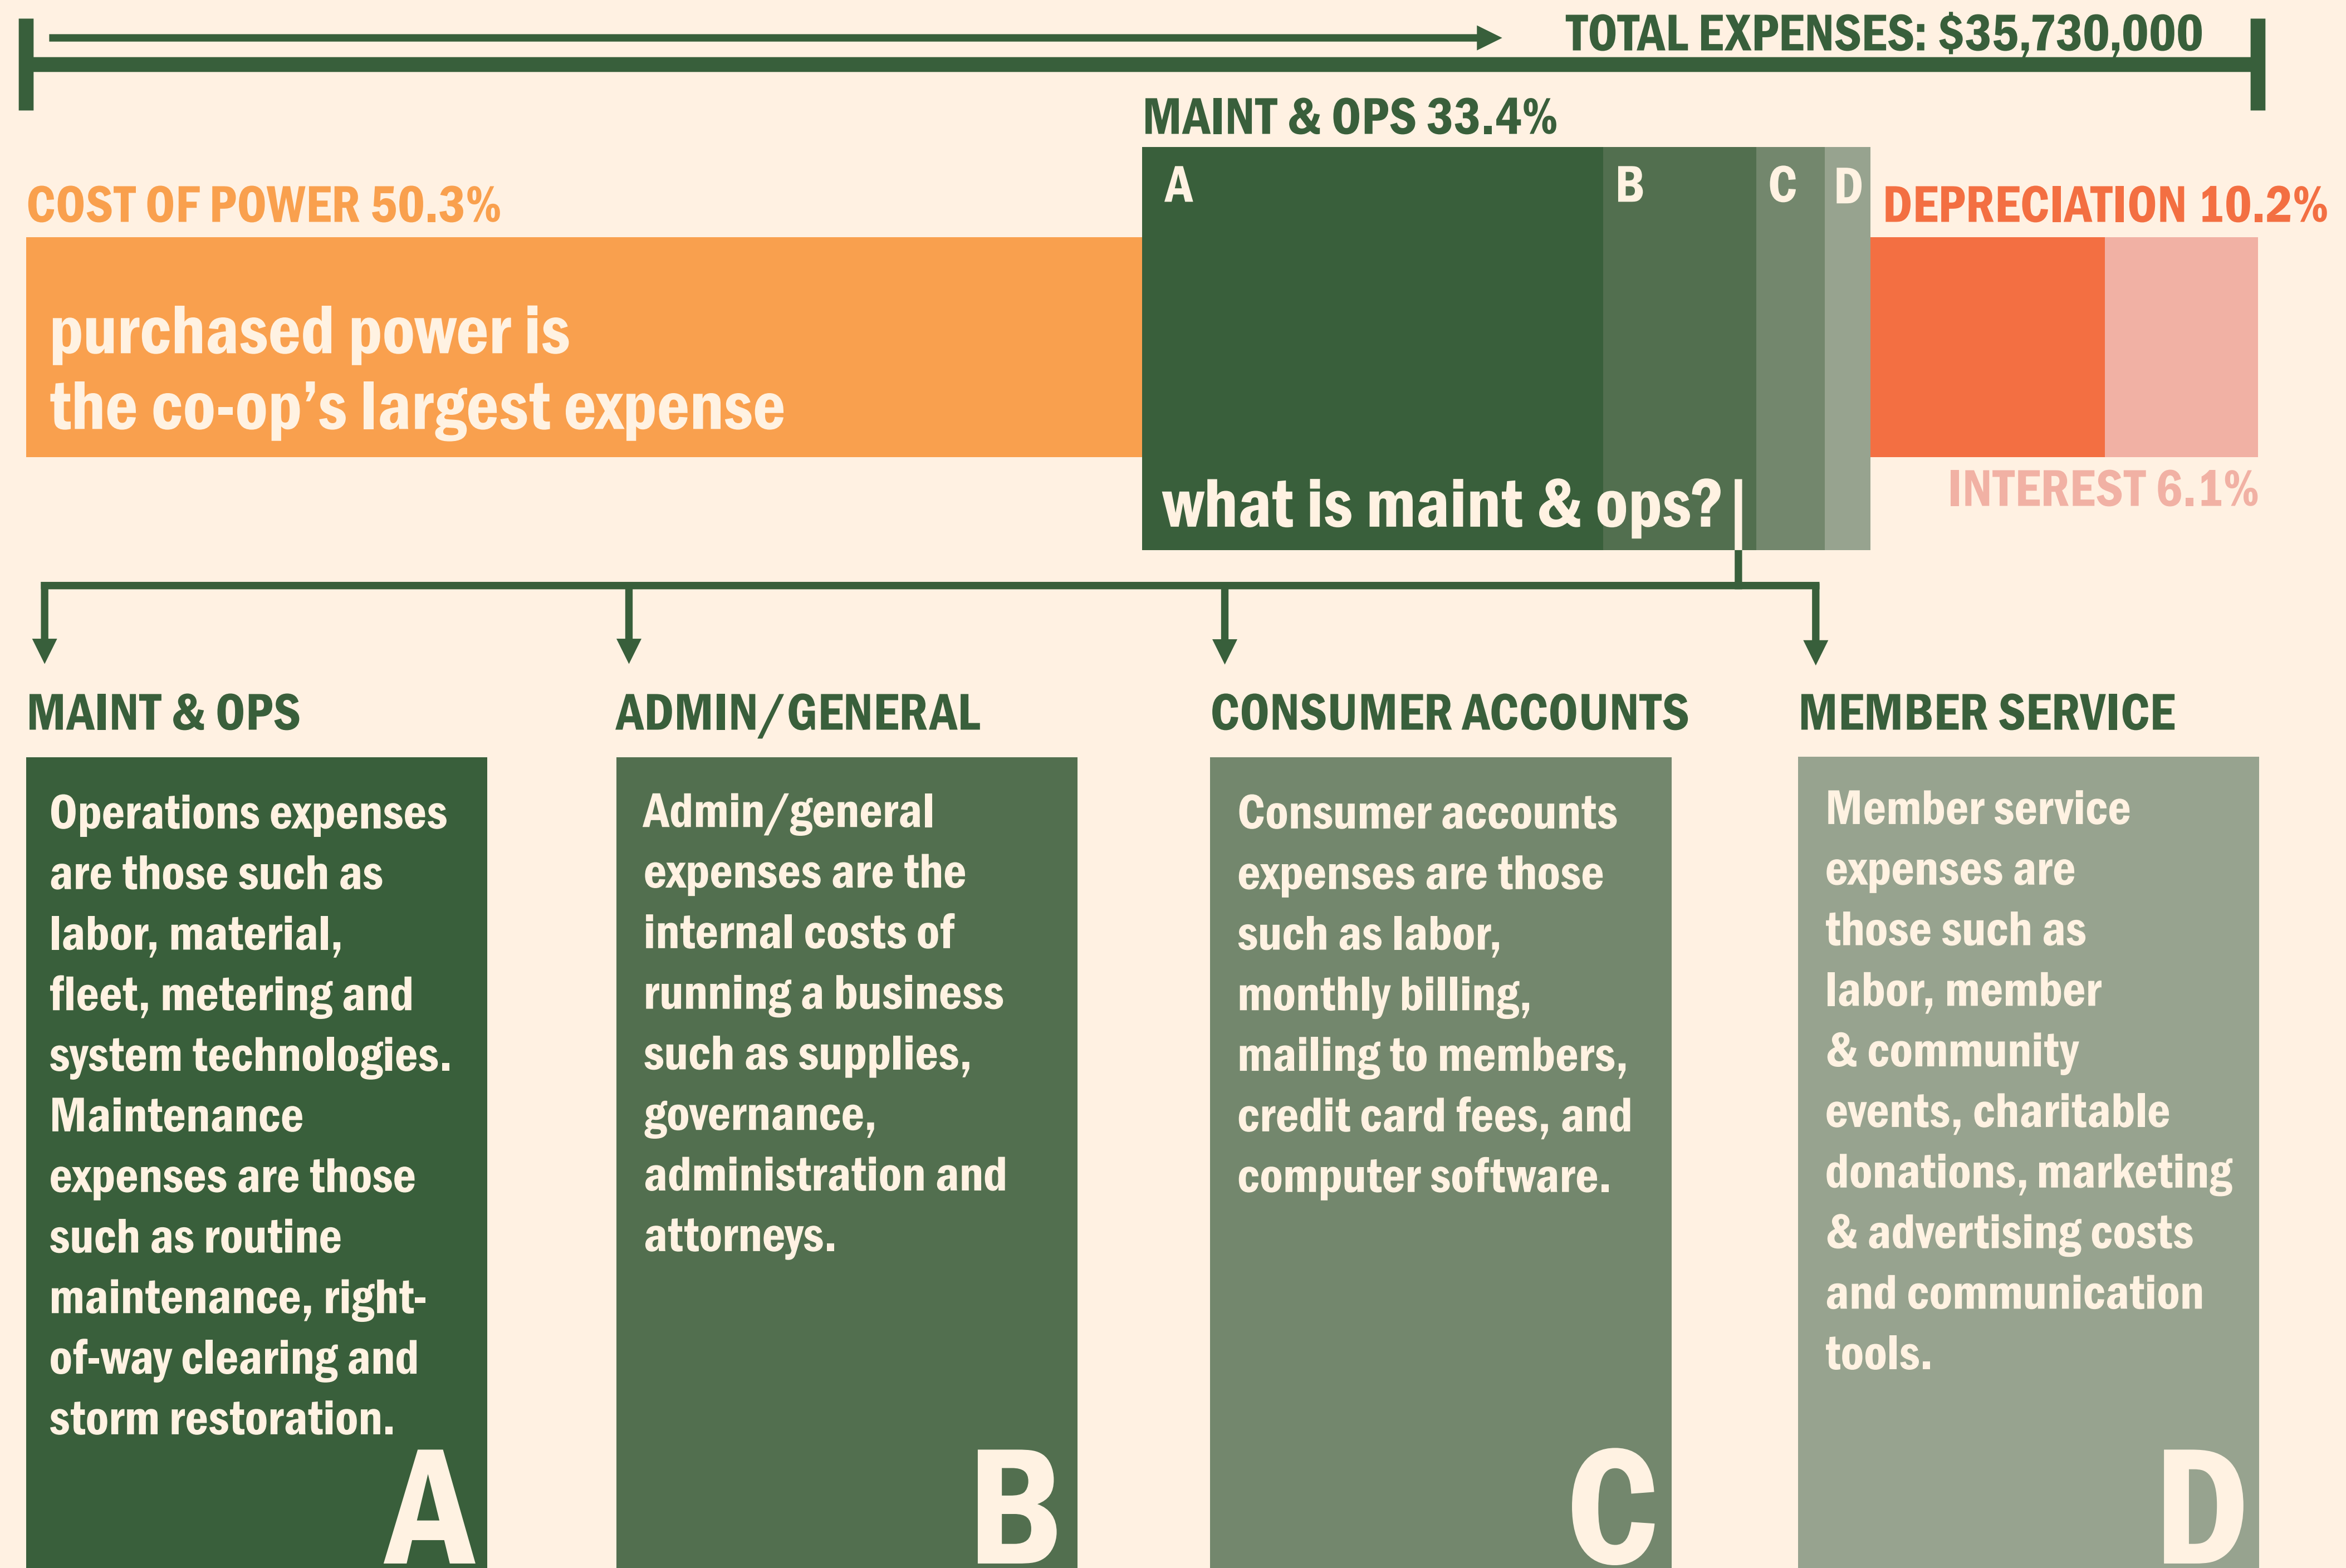 TOTAL EXPENSES: $35,730,000
MAINT & OPS 33.4%
COST OF POWER 50.3%
A
B
C
D
DEPRECIATION 10.2%
purchased power is
the co-op’s largest expense
what is maint & ops?
INTEREST 6.1%
MAINT & OPS
Operations expenses
are those such as
labor, material,
fleet, metering and
system technologies.
Maintenance
expenses are those
such as routine
maintenance, right-
of-way clearing and
storm restoration.
A
ADMIN/GENERAL
Admin/general
expenses are the
internal costs of
running a business
such as supplies,
governance,
administration and
attorneys.
B
CONSUMER ACCOUNTS
Consumer accounts
expenses are those
such as labor,
monthly billing,
mailing to members,
credit card fees, and
computer software.
C
MEMBER SERVICE
Member service
expenses are
those such as
labor, member
& community
events, charitable
donations, marketing
& advertising costs
and communication
tools.
D